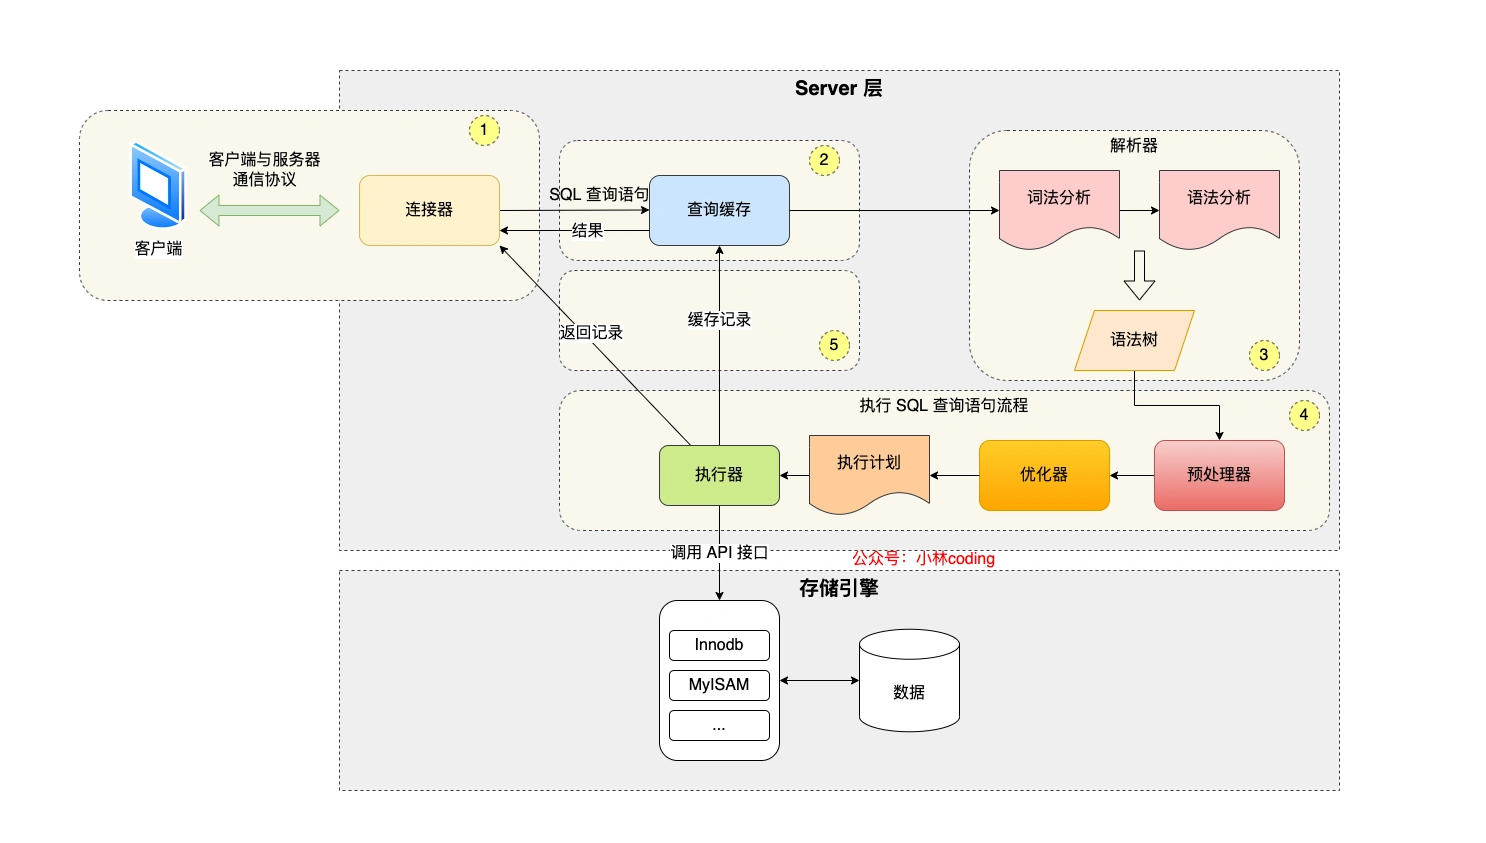 Server 层
1
客户端与服务器
通信协议
客户端
连接器
SQL 查询语句
结果
2
查询缓存
解析器
词法分析
语法分析
语法树
3
返回记录
缓存记录
5
执行 SQL 查询语句流程
4
执行器
执行计划
优化器
预处理器
调用 API 接口
公众号：小林coding
存储引擎
Innodb
MyISAM
...
数据